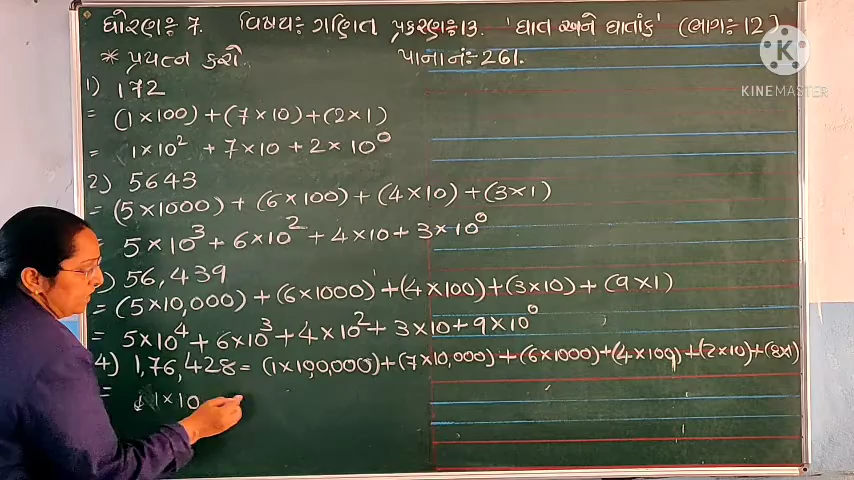 ધોરણઃ 7. વિષયઃ ગણિત પ્રકરણઃ 13. 'ઘાત અને ઘાતાંક' (ભાગઃ 12)
* પ્રયત્ન કરો પાના નંઃ 261.
KINEMASTER
1) 172
= (1×100) + (7×10) + (2×1)
= 1×10² + 7×10 + 2×10⁰
2) 5643
= (5×1000) + (6×100) + (4×10) + (3×1)
= 5×10³ + 6×10² + 4×10 + 3×10⁰
) 56,439
= (5×10,000) + (6×1000) + (4×100) + (3×10) + (9×1)
= 5×10⁴ + 6×10³ + 4×10² + 3×10 + 9×10⁰
4) 1,76,428 = (1×100,000) + (7×10,000) + (6×1000) + (4×100) + (2×10) + (8×1)
= 1×10